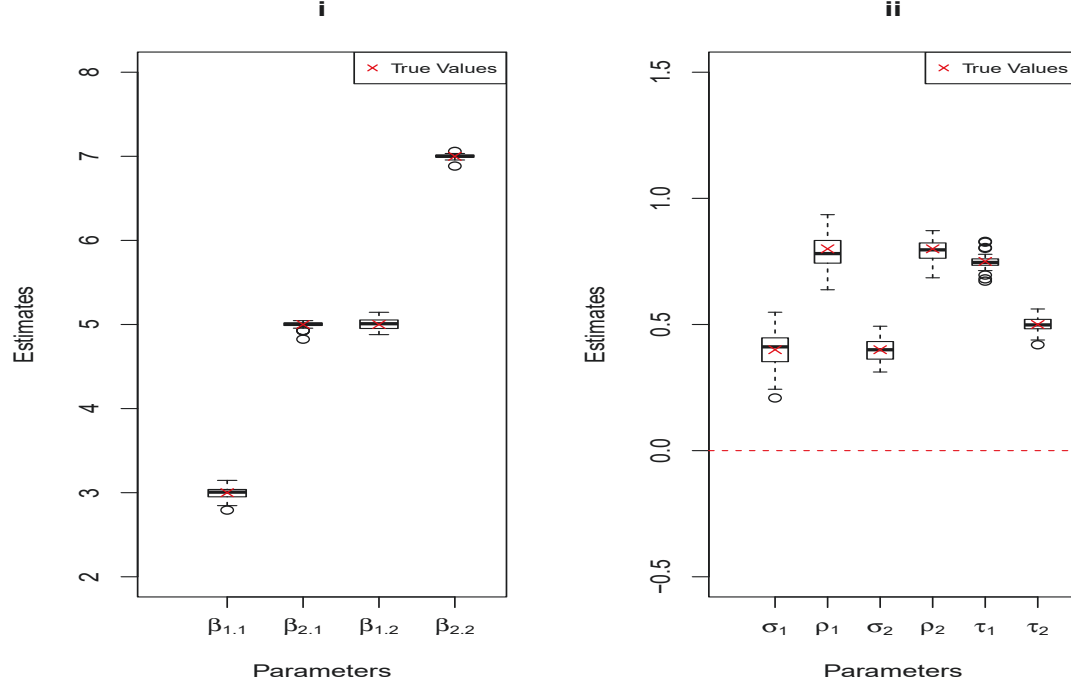 i
True Values
8
7
6
5
4
3
2
Estimates
β1.1 β2.1 β1.2 β2.2
Parameters
ii
True Values
1.5
1.0
0.5
0.0
−0.5
Estimates
σ1 ρ1 σ2 ρ2 τ1 τ2
Parameters